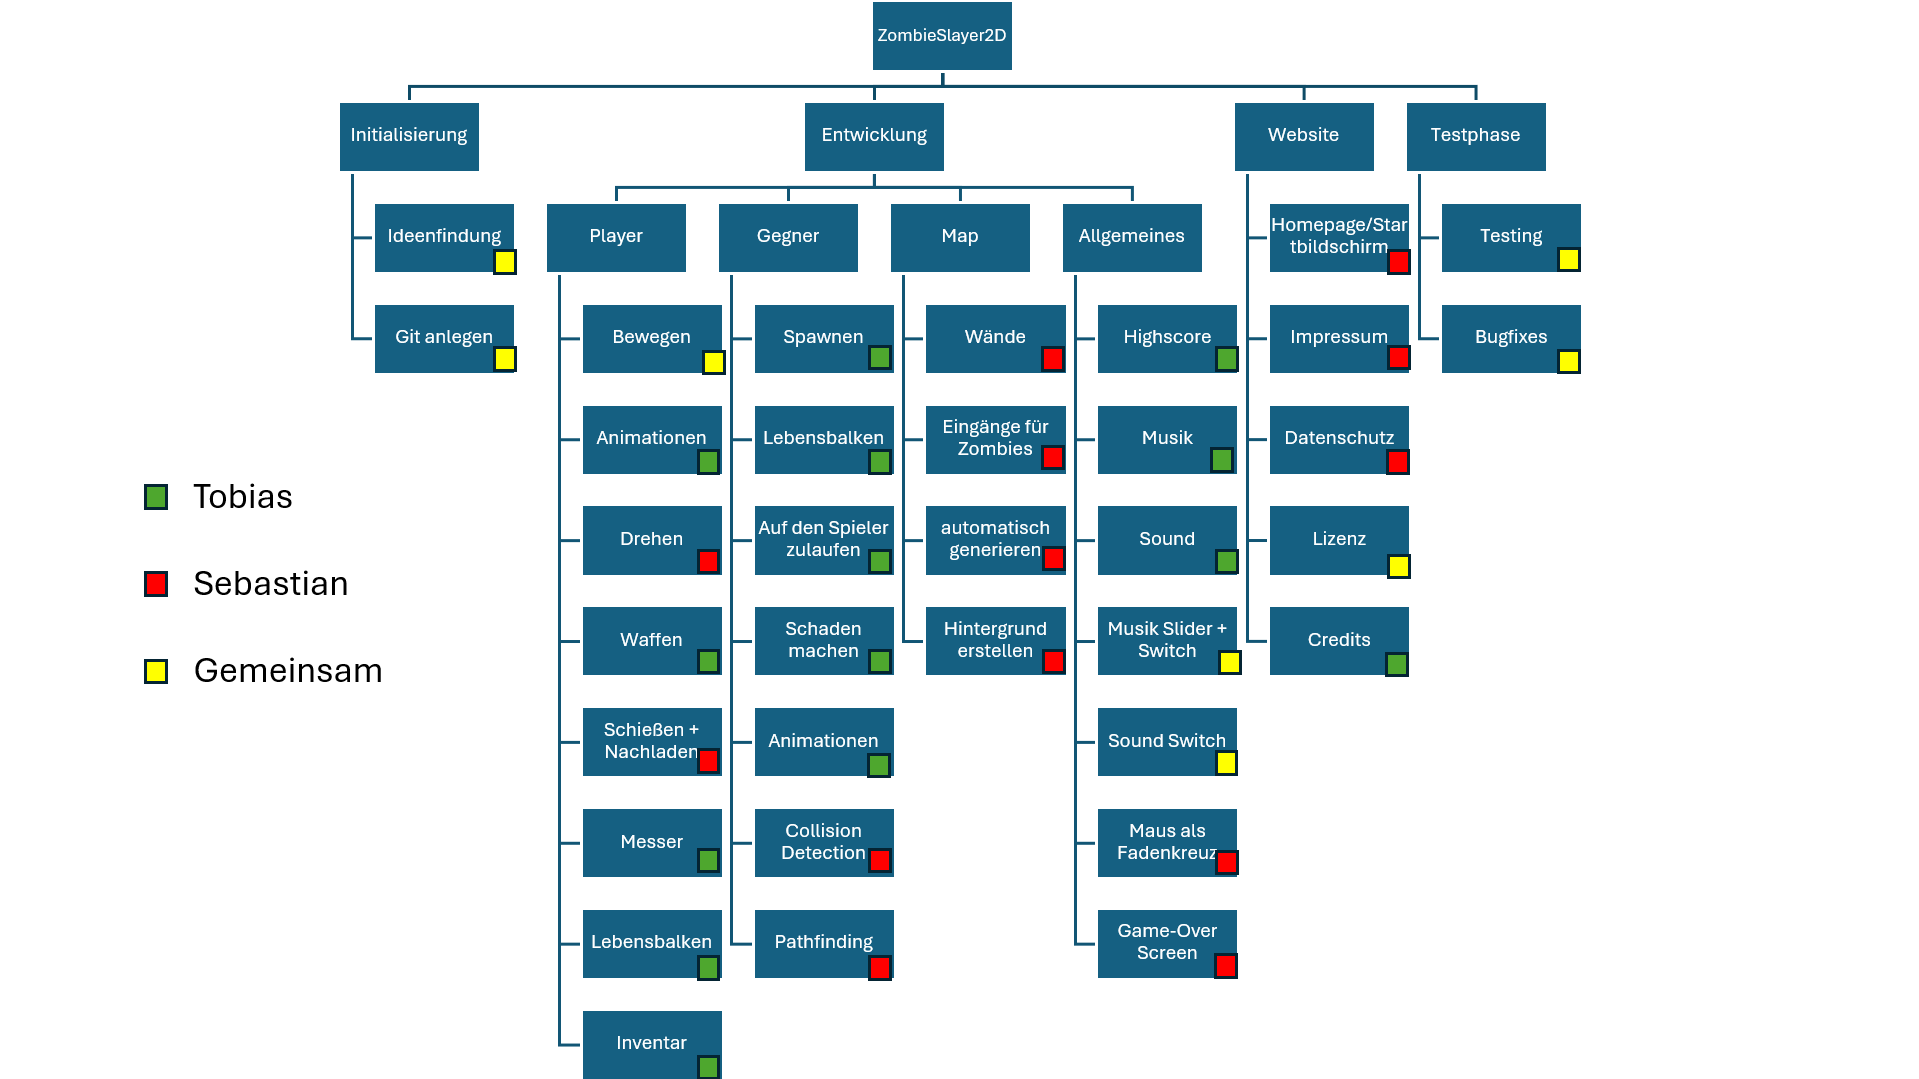 ZombieSlayer2D
Initialisierung
Entwicklung
Website
Testphase
Ideenfindung
Git anlegen
Player
Bewegen
Animationen
Drehen
Waffen
Schießen +
Nachladen
Messer
Lebensbalken
Inventar
Gegner
Spawnen
Lebensbalken
Auf den Spieler
zulaufen
Schaden
machen
Animationen
Collision
Detection
Pathfinding
Map
Wände
Eingänge für
Zombies
automatisch
generieren
Hintergrund
erstellen
Allgemeines
Highscore
Musik
Sound
Musik Slider +
Switch
Sound Switch
Maus als
Fadenkreuz
Game-Over
Screen
Homepage/Star
tbildschirm
Impressum
Datenschutz
Lizenz
Credits
Testing
Bugfixes
Tobias
Sebastian
Gemeinsam